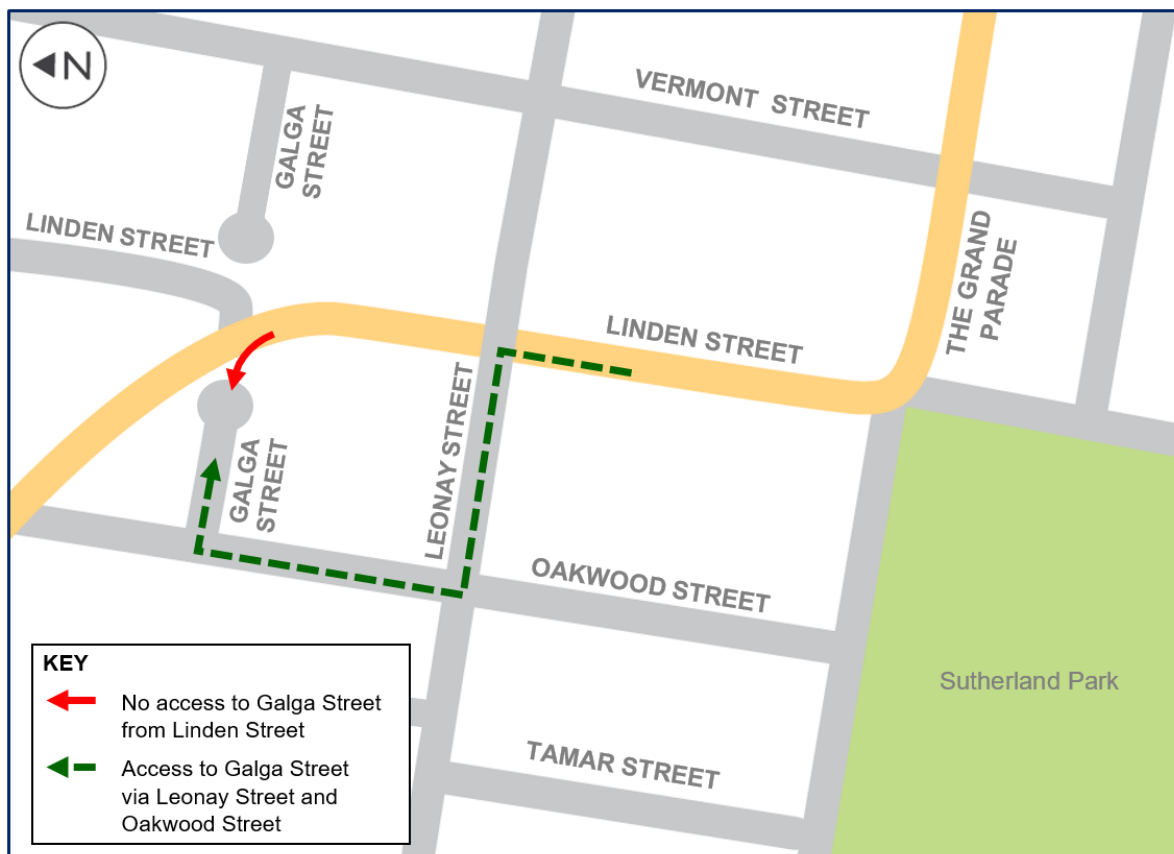 N
VERMONT STREET
GALGA
STREET
LINDEN STREET
THE GRAND
PARADE
LINDEN STREET
LEONAY STREET
GALGA
STREET
OAKWOOD STREET
KEY
No access to Galga Street
from Linden Street
Access to Galga Street
via Leonay Street and
Oakwood Street
Sutherland Park
TAMAR STREET